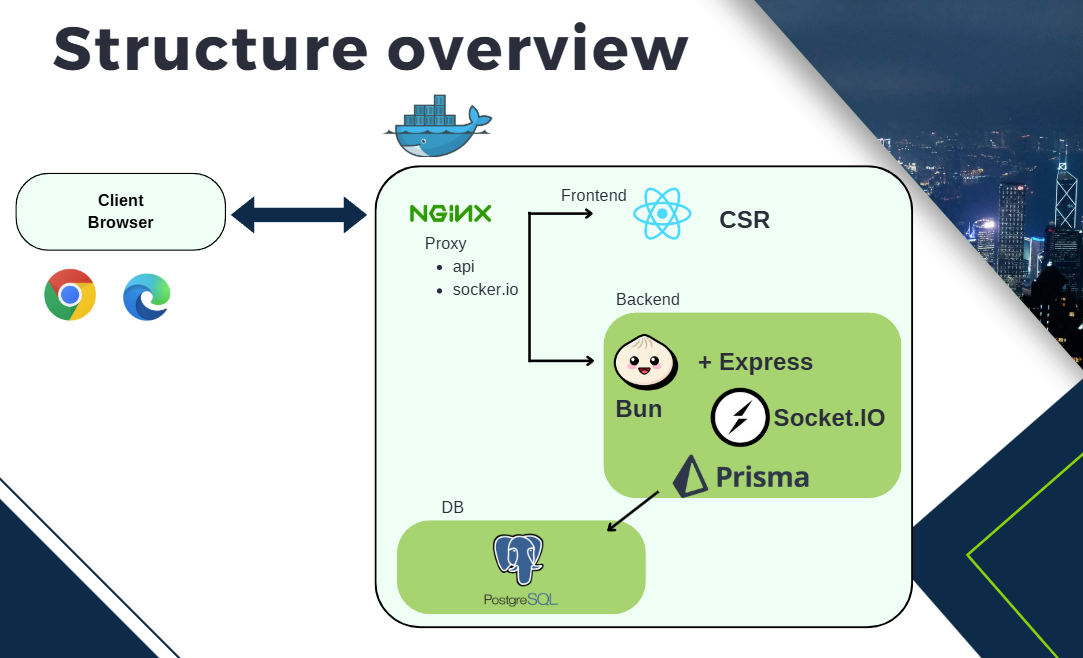 Structure overview
Client
Browser
NGINX
Proxy
api
socker.io
Frontend
CSR
Backend
+ Express
Bun
Socket.IO
Prisma
DB
PostgreSQL